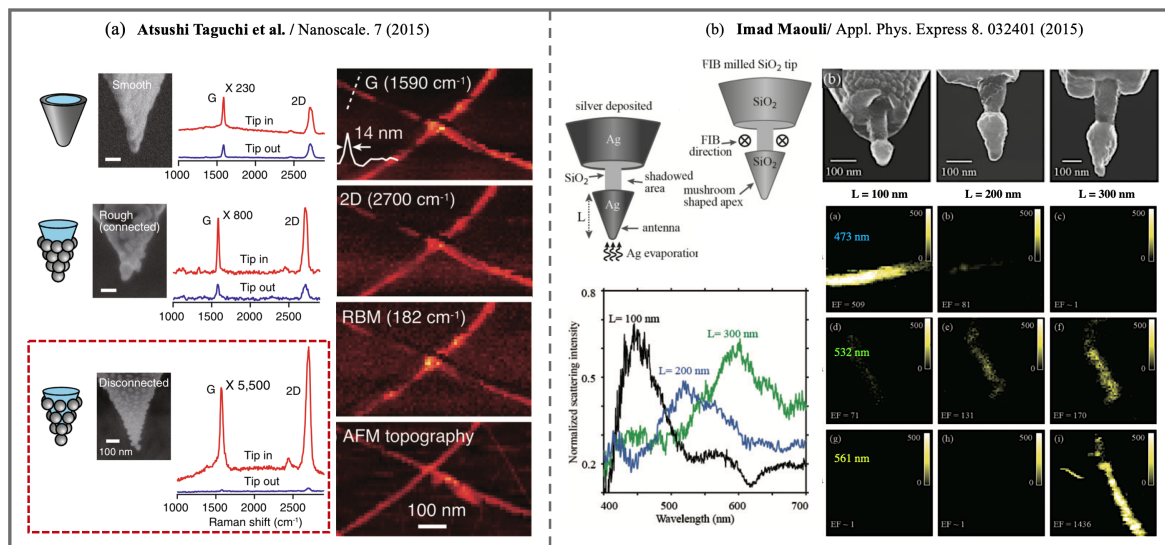 (a) Atsushi Taguchi et al. / Nanoscale. 7 (2015)
Smooth
G
X 230
2D
Tip in
Tip out
1000 1500 2000 2500
Rough
(connected)
G
X 800
2D
Tip in
Tip out
1000 1500 2000 2500
Disconnected
100 nm
G
X 5,500
2D
Tip in
Tip out
1000 1500 2000 2500
Raman shift (cm-1)
G (1590 cm-1)
14 nm
2D (2700 cm-1)
RBM (182 cm-1)
AFM topography
100 nm
(b) Imad Maouli/ Appl. Phys. Express 8. 032401 (2015)
FIB milled SiO2 tip
silver deposited
Ag
SiO2
shadowed
area
L
Ag
antenna
Ag evaporation
SiO2
FIB
direction
SiO2
mushroom
shaped apex
(b)
100 nm
100 nm
100 nm
L = 100 nm
L = 200 nm
L = 300 nm
0.8
0.5
0.2
Normalized scattering intensity
L= 100 nm
L= 200 nm
L= 300 nm
400 500 600 700
Wavelength (nm)
(a)
473 nm
500
0
EF = 509
(b)
500
0
EF = 81
(c)
500
0
EF ~ 1
(d)
532 nm
500
0
EF = 71
(e)
500
0
EF = 131
(f)
500
0
EF = 170
(g)
561 nm
500
0
EF ~ 1
(h)
500
0
EF ~ 1
(i)
500
0
EF = 1436